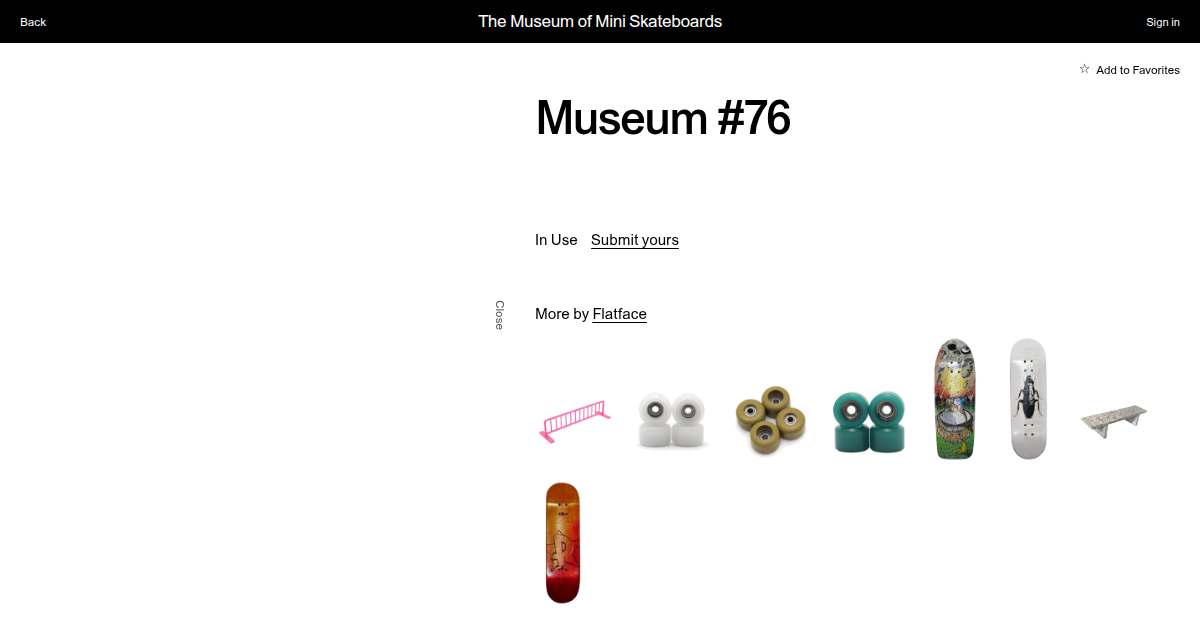 Back
The Museum of Mini Skateboards
Sign in
☆ Add to Favorites
Museum #76
In Use Submit yours
Close
More by Flatface